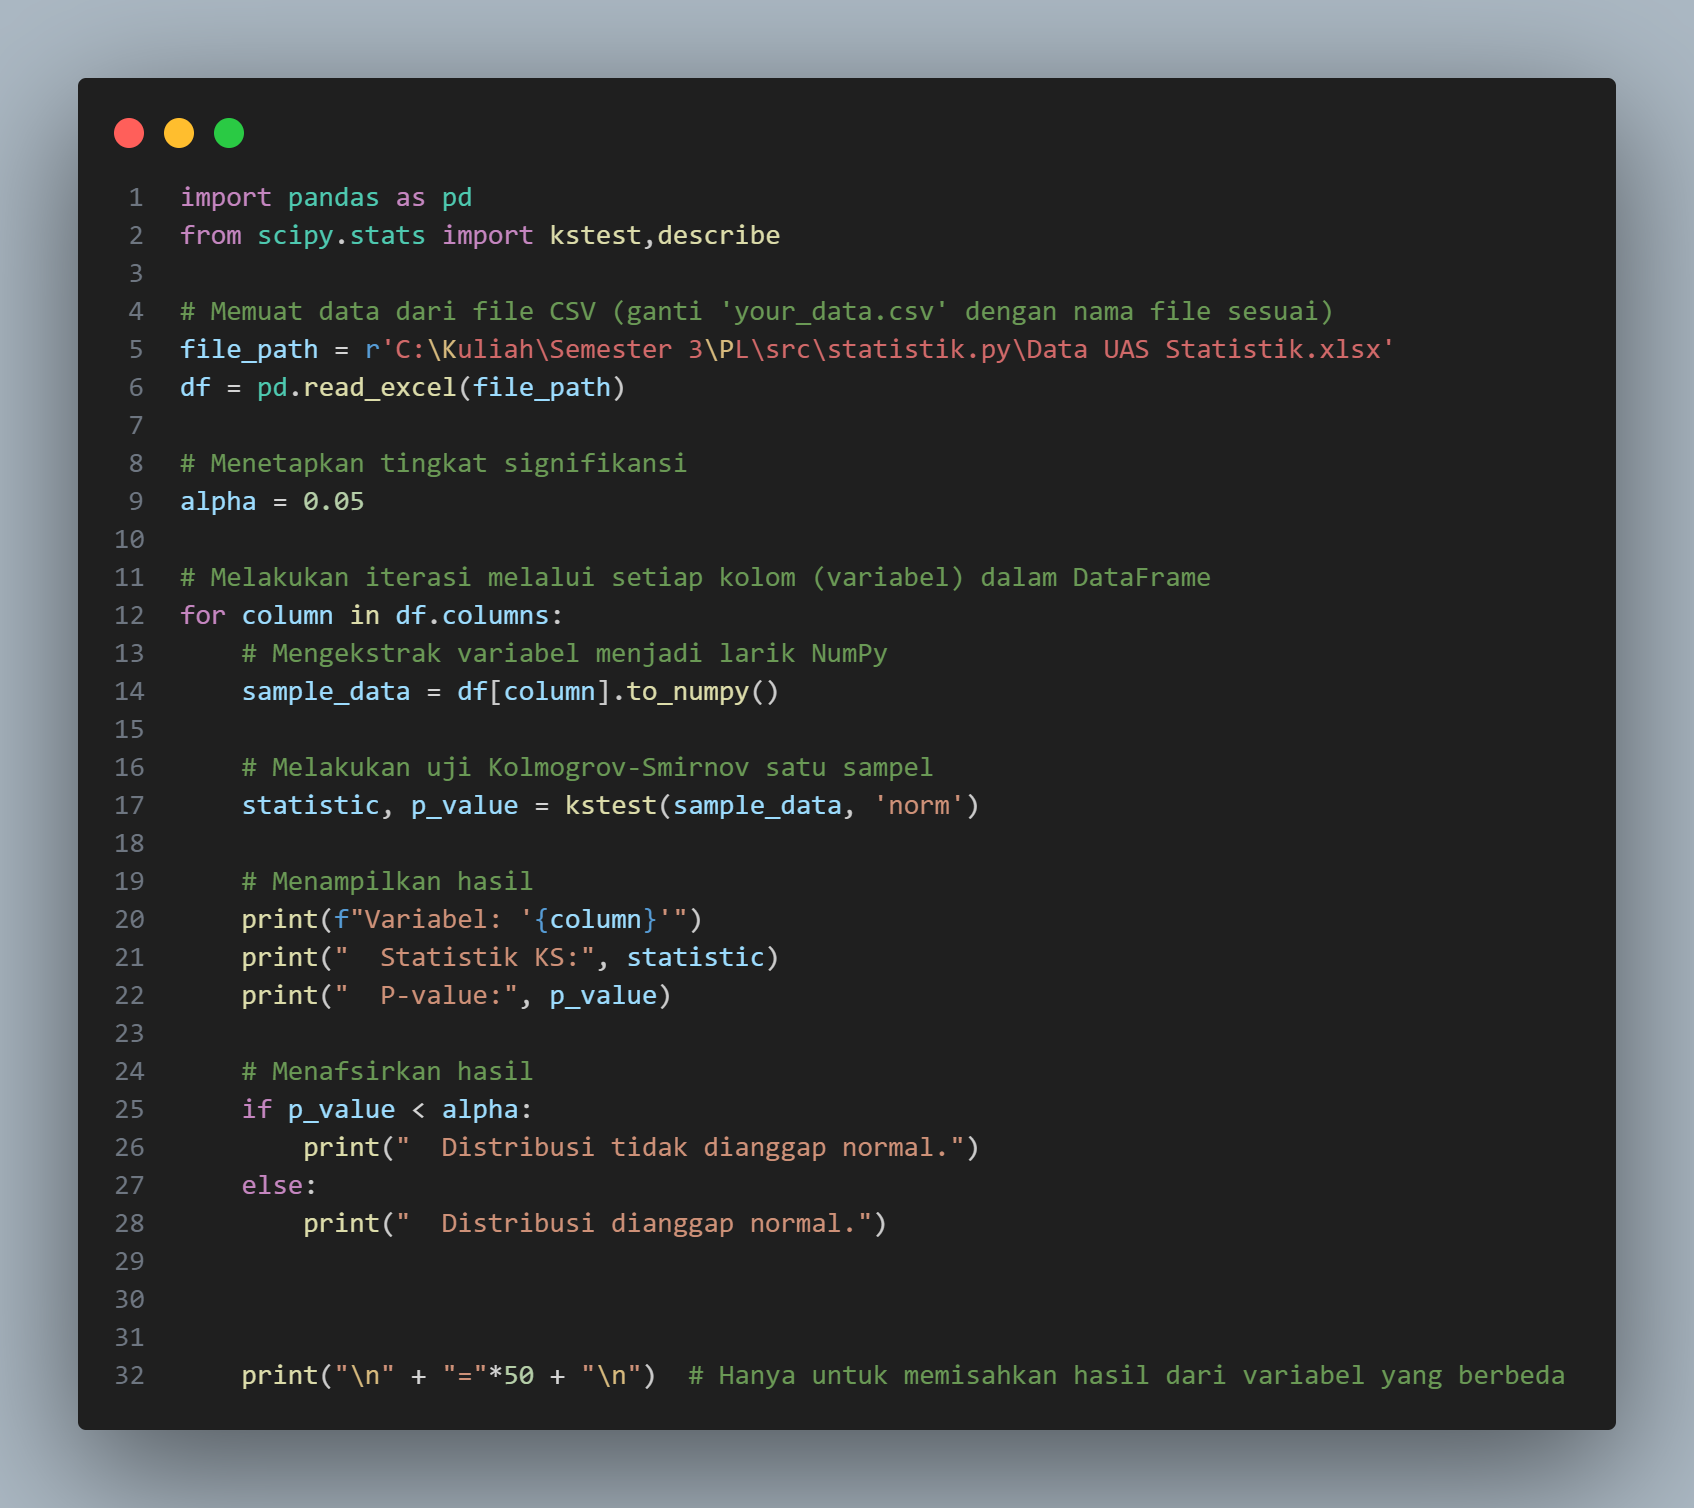 1 import pandas as pd
2 from scipy.stats import kstest,describe
3
4 # Memuat data dari file CSV (ganti 'your_data.csv' dengan nama file sesuai)
5 file_path = r'C:\Kuliah\Semester 3\PL\src\statistik.py\Data UAS Statistik.xlsx'
6 df = pd.read_excel(file_path)
7
8 # Menetapkan tingkat signifikansi
9 alpha = 0.05
10
11 # Melakukan iterasi melalui setiap kolom (variabel) dalam DataFrame
12 for column in df.columns:
13     # Mengekstrak variabel menjadi larik NumPy
14     sample_data = df[column].to_numpy()
15
16     # Melakukan uji Kolmogrov-Smirnov satu sampel
17     statistic, p_value = kstest(sample_data, 'norm')
18
19     # Menampilkan hasil
20     print(f"Variabel: '{column}'")
21     print("  Statistik KS:", statistic)
22     print("  P-value:", p_value)
23
24     # Menafsirkan hasil
25     if p_value < alpha:
26         print("  Distribusi tidak dianggap normal.")
27     else:
28         print("  Distribusi dianggap normal.")
29
30
31
32     print("\n" + "="*50 + "\n")  # Hanya untuk memisahkan hasil dari variabel yang berbeda